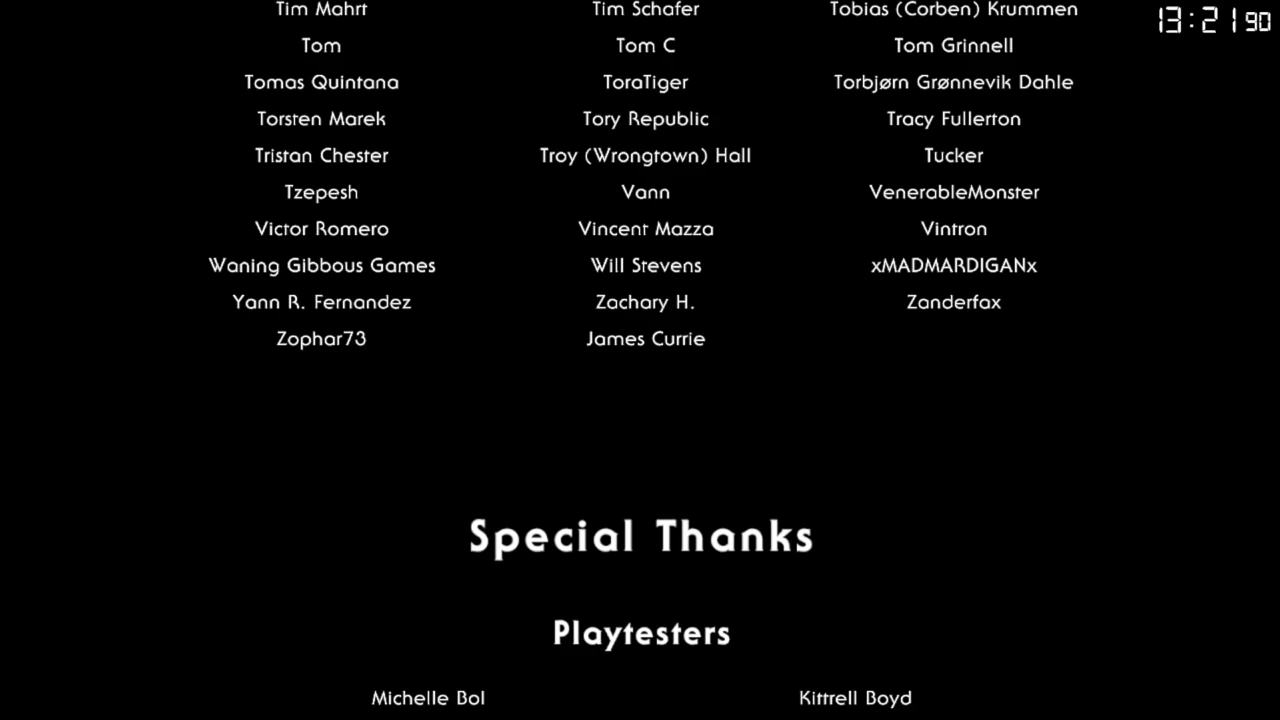 Tim Mahrt Tim Schafer Tobias (Corben) Krummen
13:21 90
Tom Tom C Tom Grinnell
Tomas Quintana ToraTiger Torbjørn Grønnevik Dahle
Torsten Marek Tory Republic Tracy Fullerton
Tristan Chester Troy (Wrongtown) Hall Tucker
Tzepesh Vann VenerableMonster
Victor Romero Vincent Mazza Vintron
Waning Gibbous Games Will Stevens xMADMARDIGANx
Yann R. Fernandez Zachary H. Zanderfax
Zophar73 James Currie
Special Thanks
Playtesters
Michelle Bol Kittrell Boyd